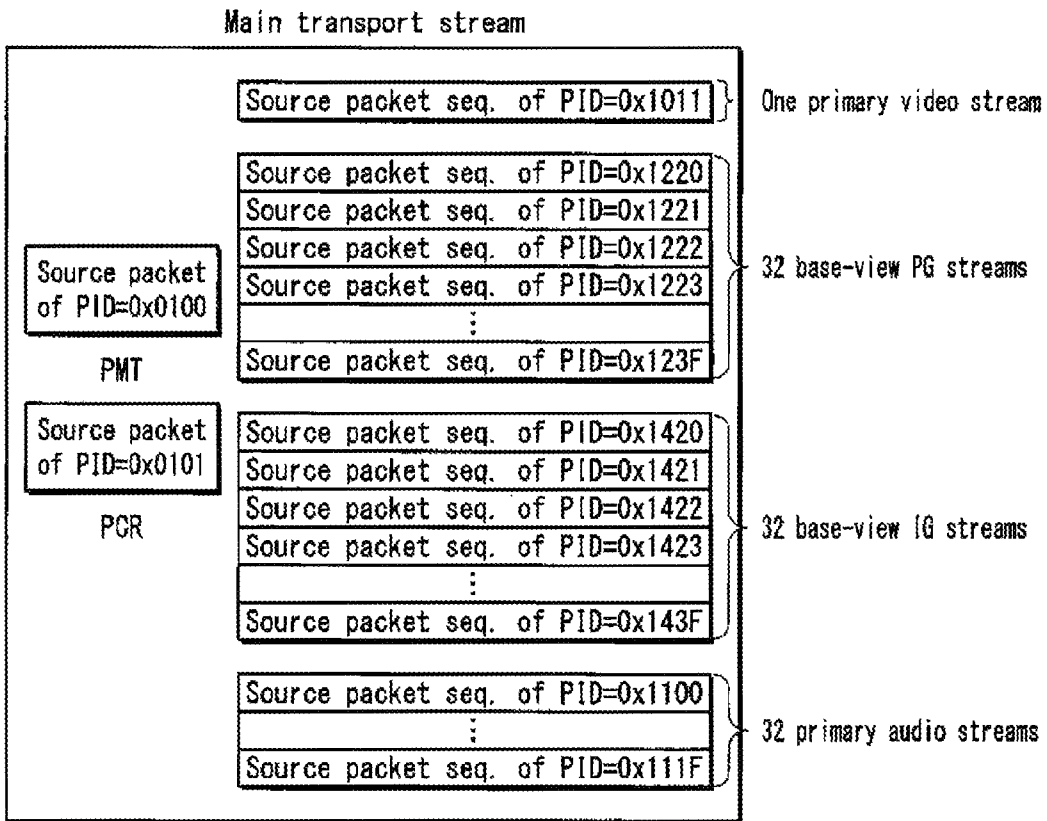 Main transport stream
Source packet seq. of PID=0x1011
One primary video stream
Source packet seq. of PID=0x1220
Source packet seq. of PID=0x1221
Source packet seq. of PID=0x1222
Source packet seq. of PID=0x1223
⋮
Source packet seq. of PID=0x123F
32 base-view PG streams
Source packet
of PID=0x0100
PMT
Source packet
of PID=0x0101
PCR
Source packet seq. of PID=0x1420
Source packet seq. of PID=0x1421
Source packet seq. of PID=0x1422
Source packet seq. of PID=0x1423
⋮
Source packet seq. of PID=0x143F
32 base-view IG streams
Source packet seq. of PID=0x1100
⋮
Source packet seq. of PID=0x111F
32 primary audio streams